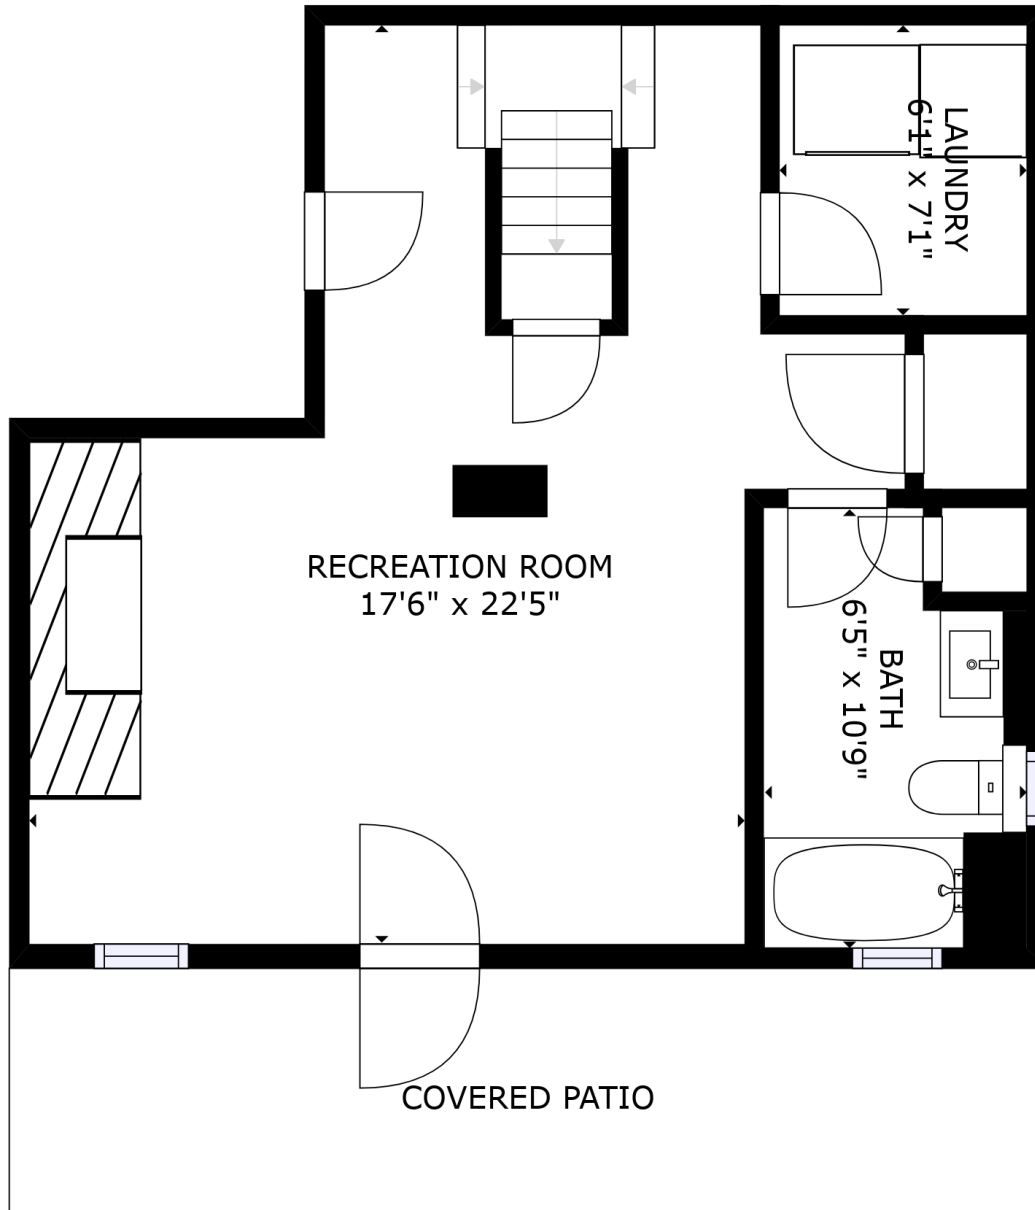 LAUNDRY
6'1" x 7'1"
RECREATION ROOM
17'6" x 22'5"
BATH
6'5" x 10'9"
COVERED PATIO